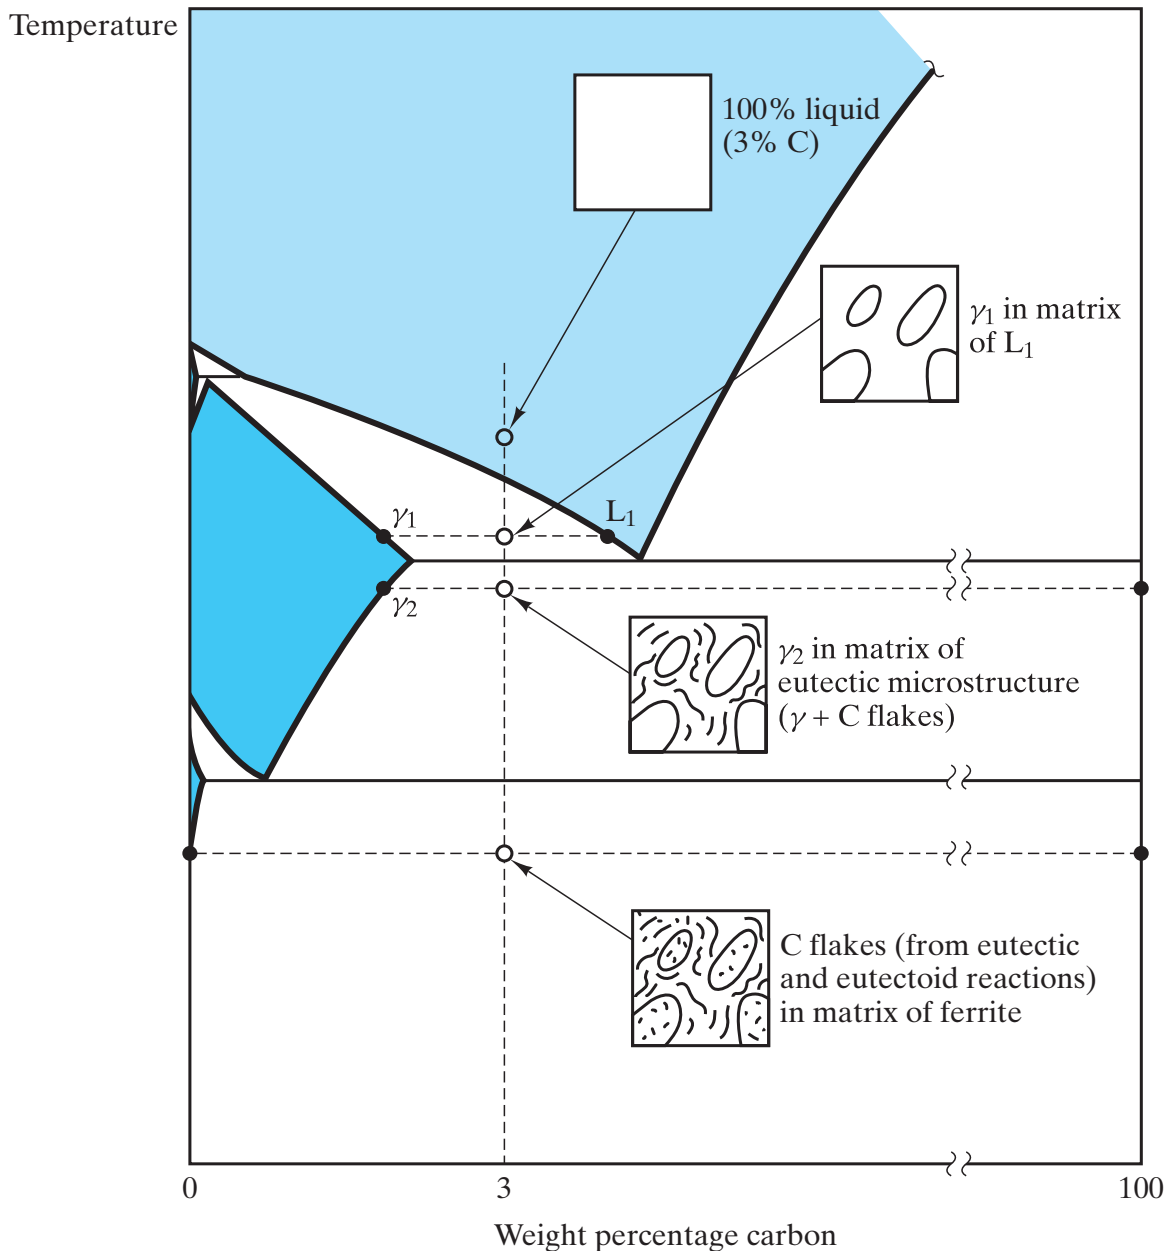 Temperature
100% liquid
(3% C)
γ1 in matrix
of L1
γ1
L1
γ2
γ2 in matrix of
eutectic microstructure
(γ + C flakes)
C flakes (from eutectic
and eutectoid reactions)
in matrix of ferrite
0
3
100
Weight percentage carbon